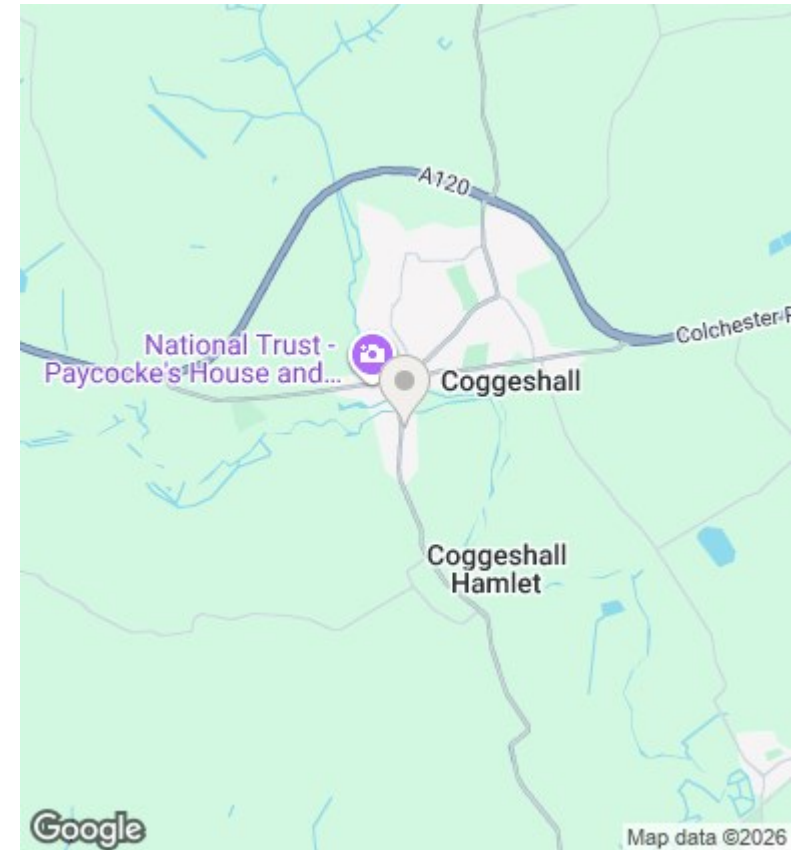 A120
Colchester R
National Trust -
Paycocke's House and...
Coggeshall
Coggeshall
Hamlet
Google
Map data ©2026